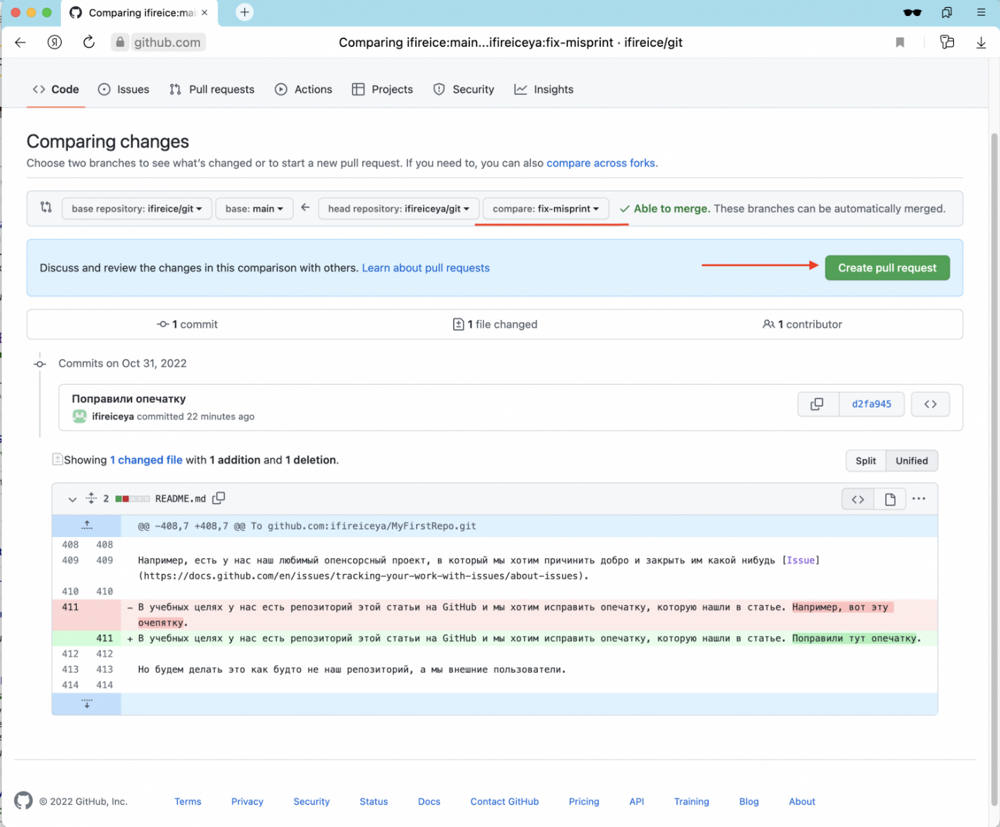 Comparing ifireice:mai
github.com
Comparing ifireice:main...ifireiceya:fix-misprint · ifireice/git
Code Issues Pull requests Actions Projects Security Insights
Comparing changes
Choose two branches to see what's changed or to start a new pull request. If you need to, you can also compare across forks.
base repository: ifireice/git base: main head repository: ifireiceya/git compare: fix-misprint Able to merge. These branches can be automatically merged.
Discuss and review the changes in this comparison with others. Learn about pull requests Create pull request
1 commit 1 file changed 1 contributor
Commits on Oct 31, 2022
Поправили опечатку
ifireiceya committed 22 minutes ago
d2fa945
Showing 1 changed file with 1 addition and 1 deletion.
Split Unified
2 README.md
@@ -408,7 +408,7 @@ To github.com:ifireiceya/MyFirstRepo.git
408 408
409 409 Например, есть у нас наш любимый опенсорсный проект, в который мы хотим причинить добро и закрыть им какой нибудь [Issue]
(https://docs.github.com/en/issues/tracking-your-work-with-issues/about-issues).
410 410
411 - В учебных целях у нас есть репозиторий этой статьи на GitHub и мы хотим исправить опечатку, которую нашли в статье. Например, вот эту
очепятку.
411 + В учебных целях у нас есть репозиторий этой статьи на GitHub и мы хотим исправить опечатку, которую нашли в статье. Поправили тут опечатку.
412 412
413 413 Но будем делать это как будто не наш репозиторий, а мы внешние пользователи.
414 414
© 2022 GitHub, Inc. Terms Privacy Security Status Docs Contact GitHub Pricing API Training Blog About